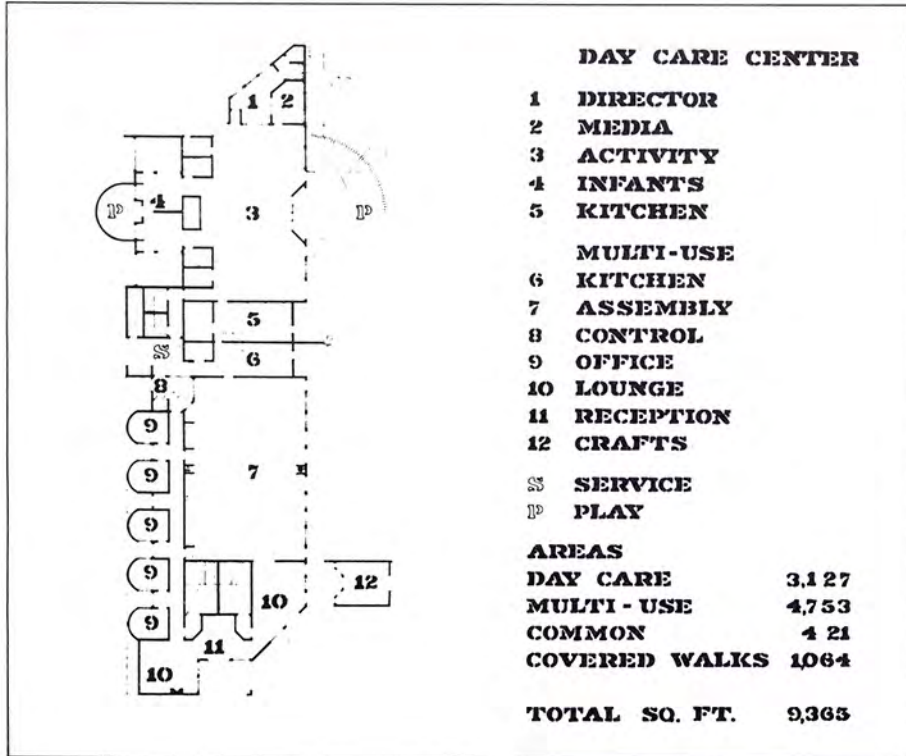 1 2
4
P 3 P
5
S
S 6
8
9
9 7
9
9 12
10
9
11
10
DAY CARE CENTER
1 DIRECTOR
2 MEDIA
3 ACTIVITY
4 INFANTS
5 KITCHEN
MULTI-USE
6 KITCHEN
7 ASSEMBLY
8 CONTROL
9 OFFICE
10 LOUNGE
11 RECEPTION
12 CRAFTS
S SERVICE
P PLAY
AREAS
DAY CARE 3,127
MULTI - USE 4,753
COMMON 4 21
COVERED WALKS 1,064
TOTAL SQ. FT. 9,365